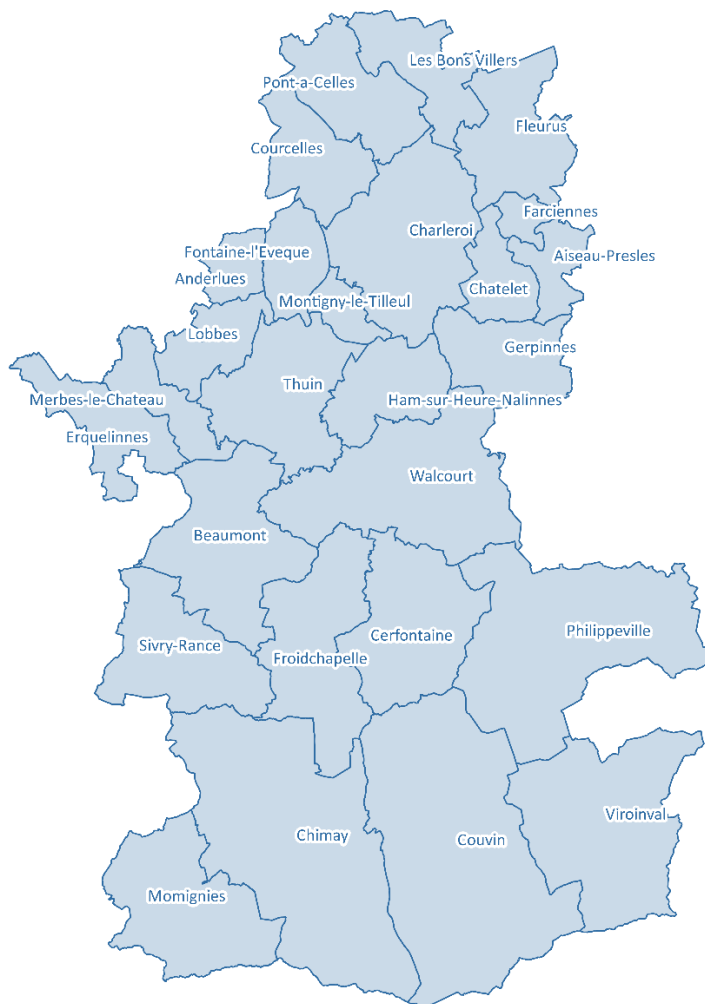 Les Bons Villers
Pont-a-Celles
Fleurus
Courcelles
Farciennes
Charleroi
Fontaine-l'Eveque
Aiseau-Presles
Anderlues
Chatelet
Montigny-le-Tilleul
Lobbes
Gerpinnes
Thuin
Merbes-le-Chateau
Ham-sur-Heure-Nalinnes
Erquelinnes
Walcourt
Beaumont
Philippeville
Cerfontaine
Sivry-Rance
Froidchapelle
Viroinval
Chimay
Couvin
Momignies